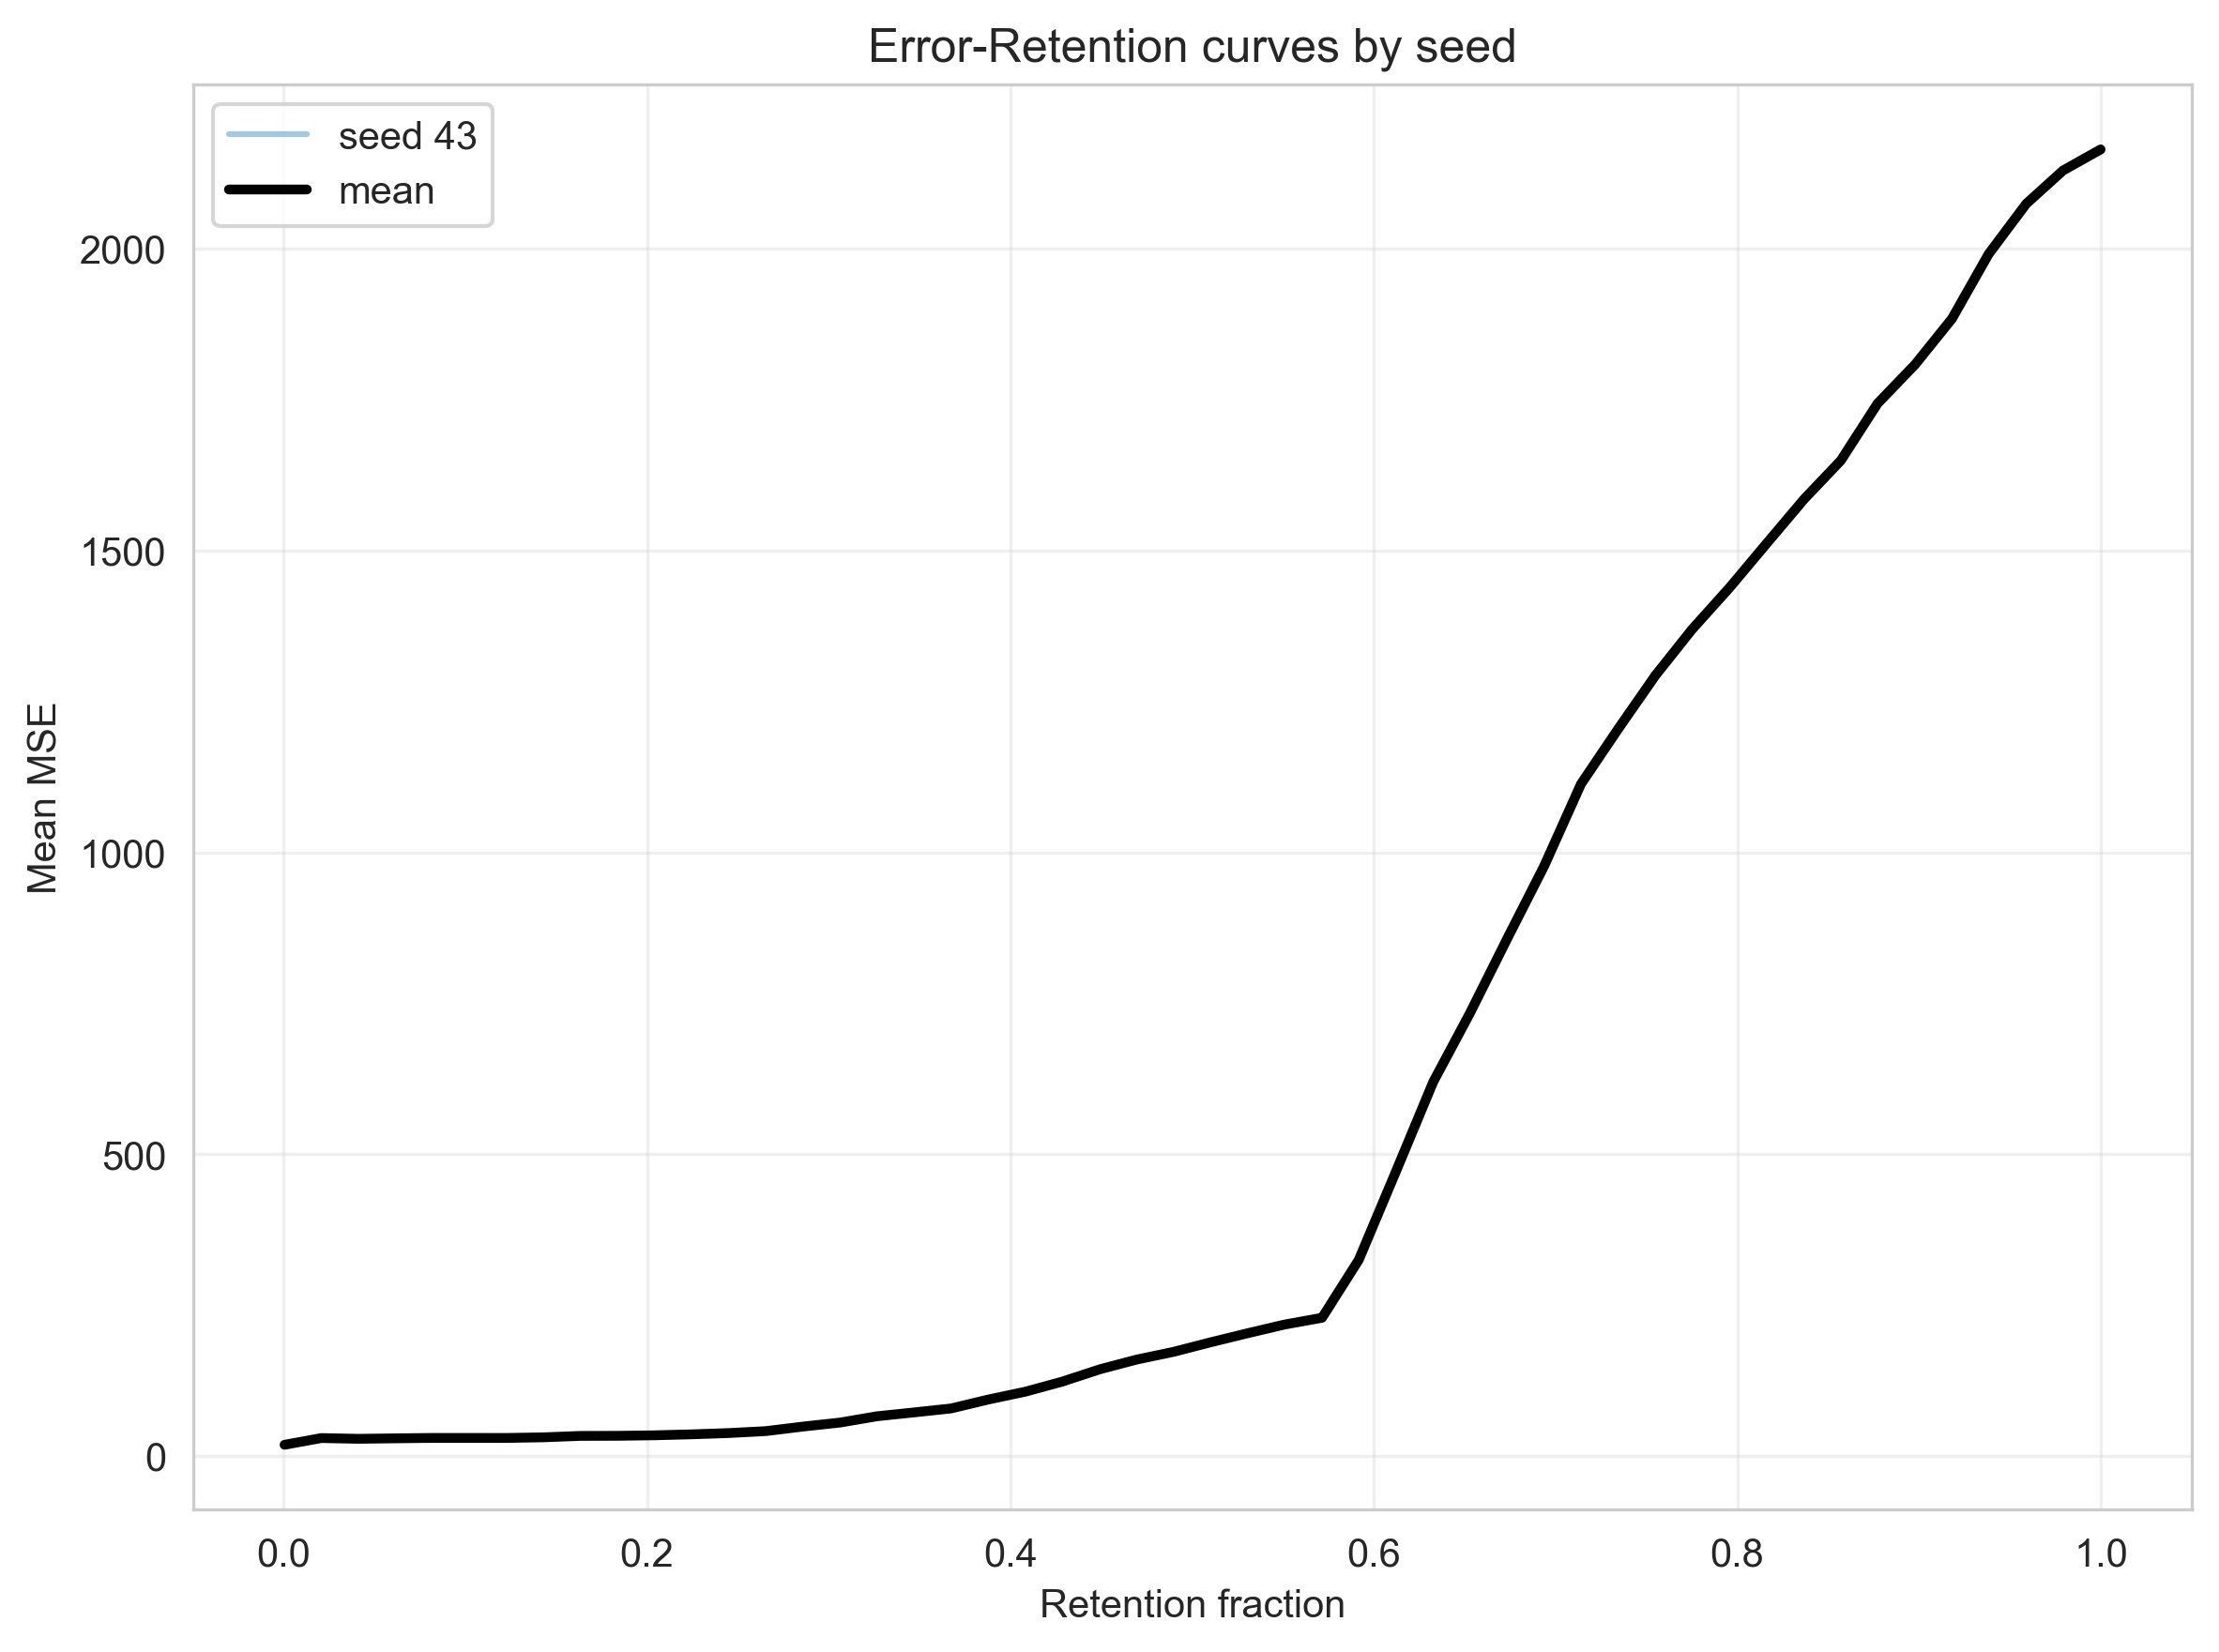 Error-Retention curves by seed
seed 43
mean
2000
1500
1000
500
0
Mean MSE
0.0 0.2 0.4 0.6 0.8 1.0
Retention fraction